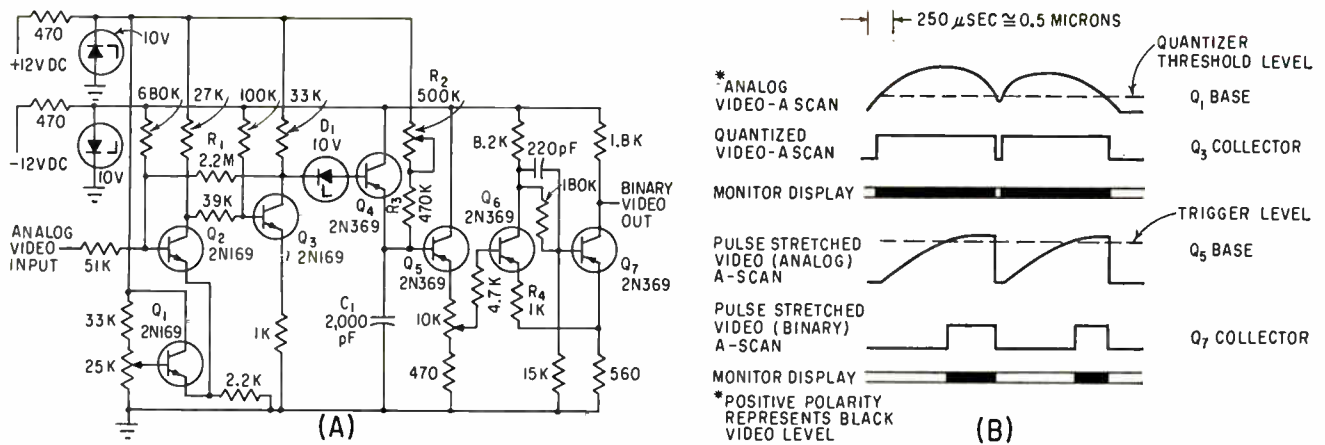 470
10V
+12V DC
470
-12V DC
10V
680K
27K
100K
33K
R1
2.2M
39K
D1
10V
R2
500K
8.2K
220pF
1.8K
180K
BINARY
VIDEO
OUT
ANALOG
VIDEO
INPUT
51K
Q2
2N169
Q3
2N169
Q4
2N369
R3
470K
Q5
2N369
Q6
2N369
Q7
2N369
4.7K
R4
1K
33K
Q1
2N169
25K
2.2K
1K
C1
2,000
pF
10K
470
15K
560
(A)
250 μSEC ≅ 0.5 MICRONS
QUANTIZER
THRESHOLD LEVEL
*ANALOG
VIDEO-A SCAN
Q1 BASE
QUANTIZED
VIDEO-A SCAN
Q3 COLLECTOR
MONITOR DISPLAY
TRIGGER LEVEL
PULSE STRETCHED
VIDEO (ANALOG)
A-SCAN
Q5 BASE
PULSE STRETCHED
VIDEO (BINARY)
A-SCAN
Q7 COLLECTOR
MONITOR DISPLAY
*POSITIVE POLARITY
REPRESENTS BLACK
VIDEO LEVEL
(B)